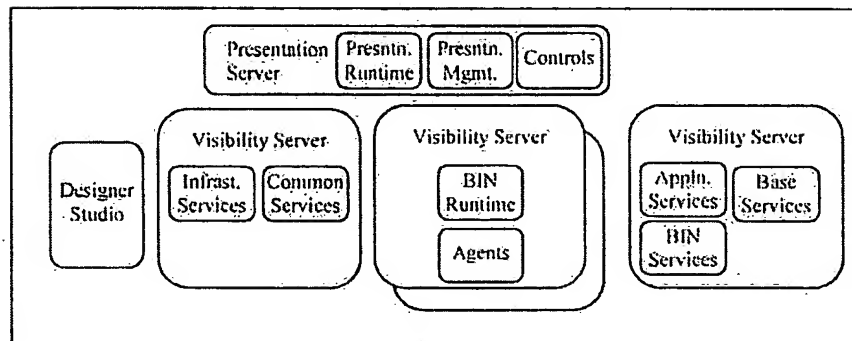 Presentation
Server
Presntn.
Runtime
Presntn.
Mgmt.
Controls
Designer
Studio
Visibility Server
Infrast.
Services
Common
Services
Visibility Server
BIN
Runtime
Agents
Visibility Server
Appln.
Services
Base
Services
BIN
Services